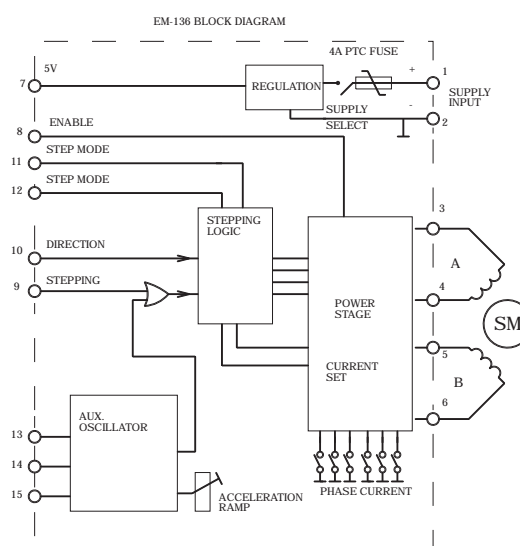 EM-136 BLOCK DIAGRAM
4A PTC FUSE
5V
7
REGULATION
+
1
SUPPLY
INPUT
-
2
SUPPLY
SELECT
8
ENABLE
11
STEP MODE
12
STEP MODE
STEPPING
LOGIC
10
DIRECTION
9
STEPPING
POWER
STAGE
CURRENT
SET
3
A
4
SM
5
B
6
AUX.
OSCILLATOR
13
14
15
ACCELERATION
RAMP
PHASE CURRENT